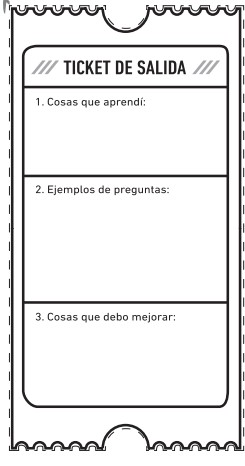 /// TICKET DE SALIDA ///
1. Cosas que aprendí:
2. Ejemplos de preguntas:
3. Cosas que debo mejorar: